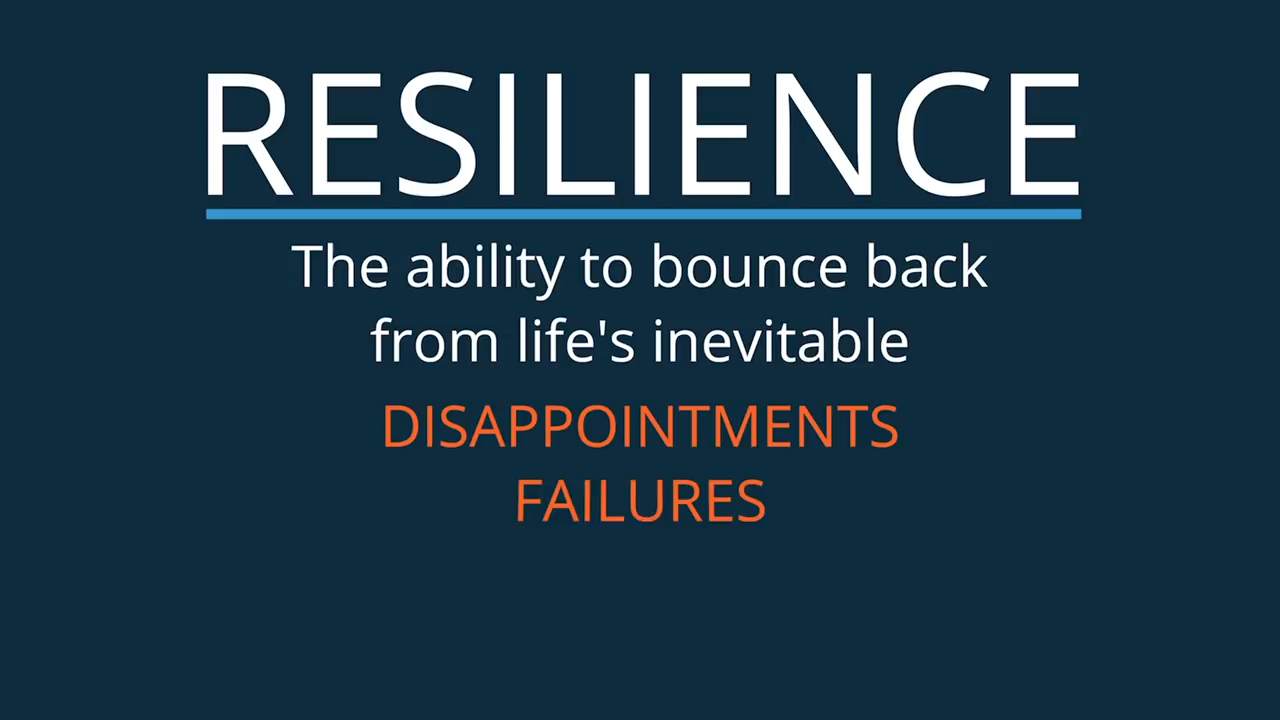 RESILIENCE
The ability to bounce back
from life's inevitable
DISAPPOINTMENTS
FAILURES